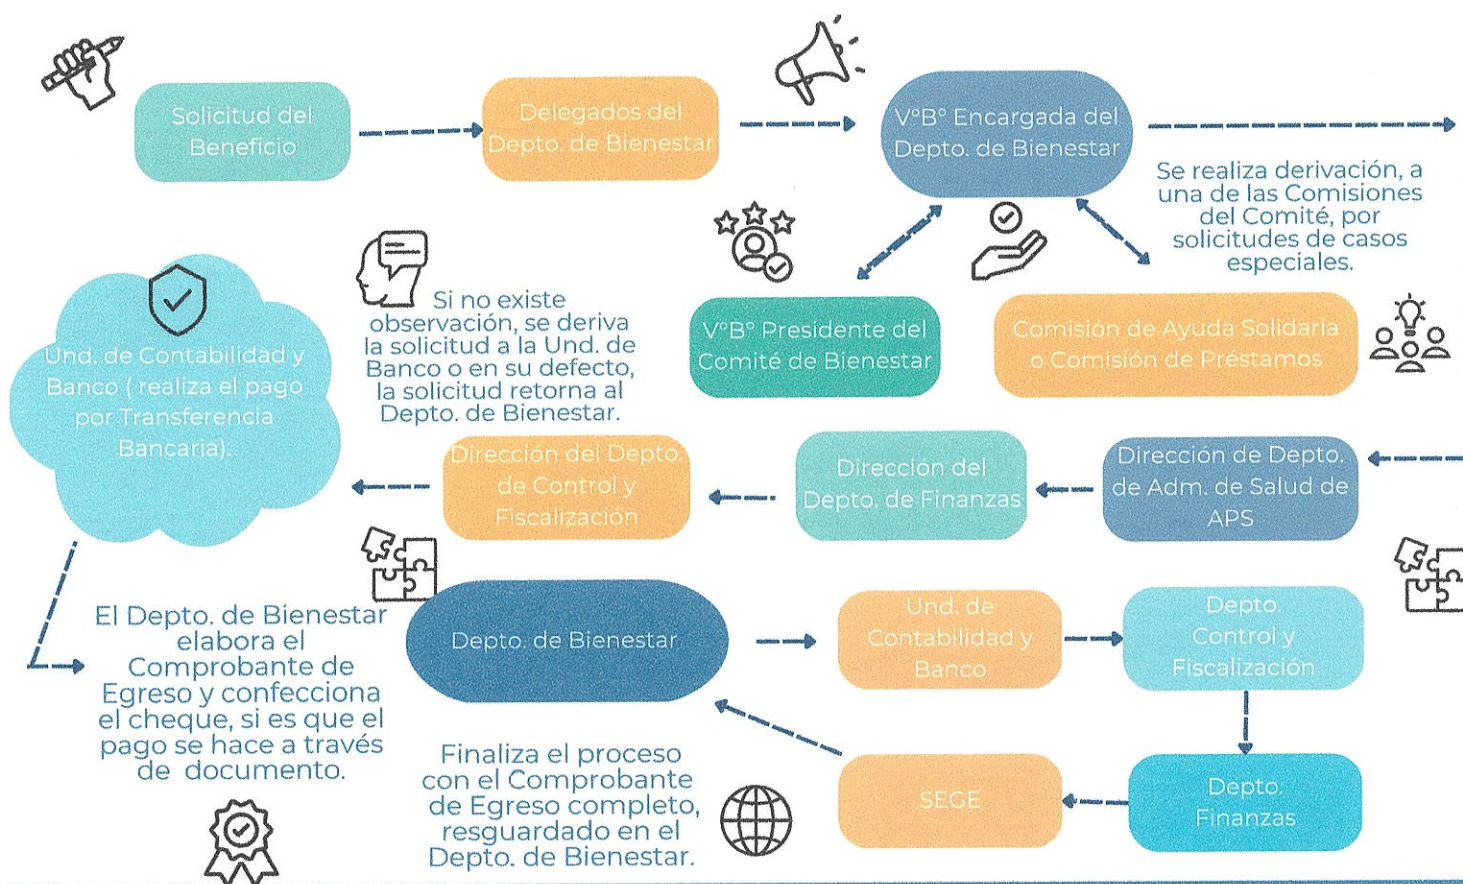 Solicitud del
Beneficio
Delegados del
Depto. de Bienestar
V°B° Encargada del
Depto. de Bienestar
Se realiza derivación, a
una de las Comisiones
del Comité, por
solicitudes de casos
especiales.
V°B° Presidente del
Comité de Bienestar
Comisión de Ayuda Solidaria
o Comisión de Préstamos
Si no existe
observación, se deriva
la solicitud a la Und. de
Banco o en su defecto,
la solicitud retorna al
Depto. de Bienestar.
Und. de Contabilidad y
Banco ( realiza el pago
por Transferencia
Bancaria).
Dirección del Depto.
de Control y
Fiscalización
Dirección del
Depto. de Finanzas
Dirección de Depto.
de Adm. de Salud de
APS
El Depto. de Bienestar
elabora el
Comprobante de
Egreso y confecciona
el cheque, si es que el
pago se hace a través
de documento.
Depto. de Bienestar
Und. de
Contabilidad y
Banco
Depto.
Control y
Fiscalización
Finaliza el proceso
con el Comprobante
de Egreso completo,
resguardado en el
Depto. de Bienestar.
SEGE
Depto.
Finanzas